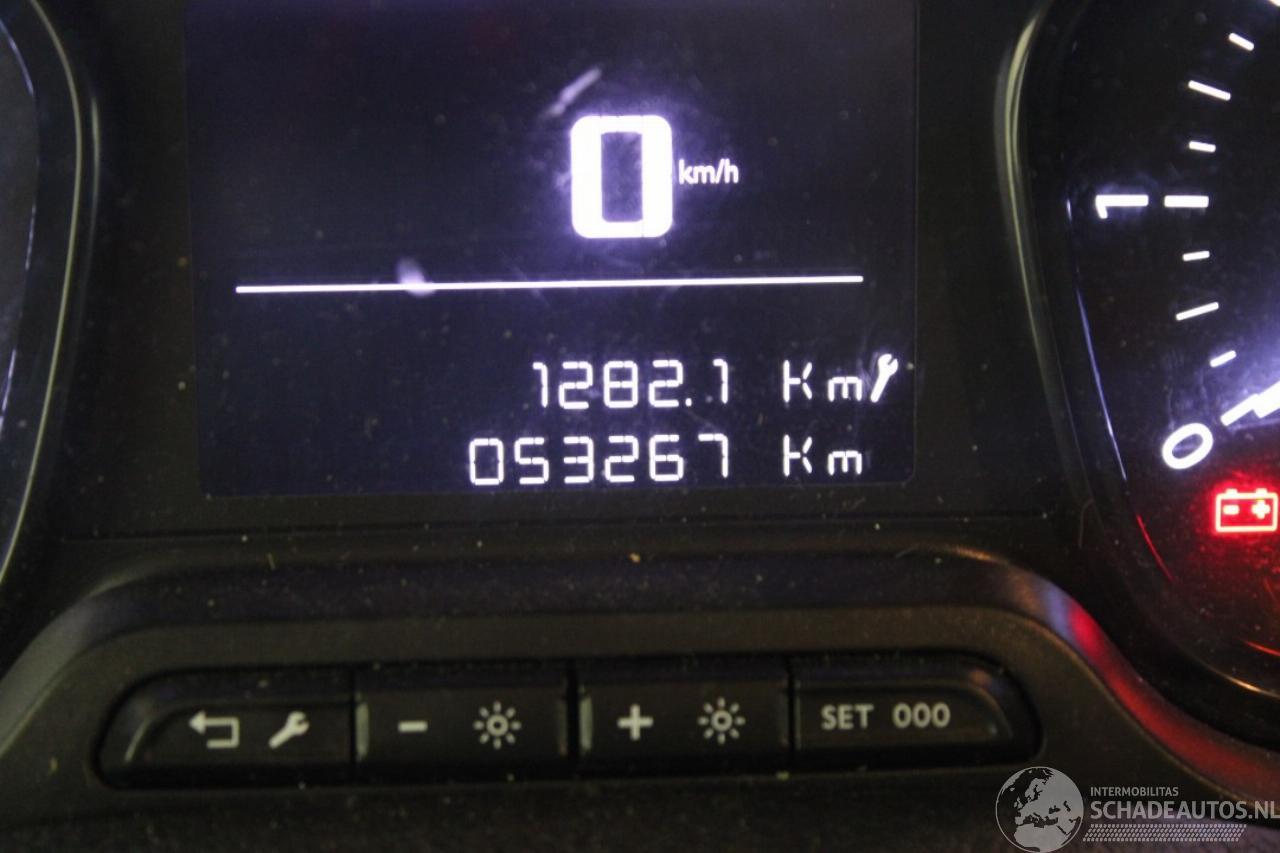 0 km/h
1282.1 Km
053267 Km
1
0
- +
- +
SET 000
INTERMOBILITAS
SCHADEAUTOS.NL